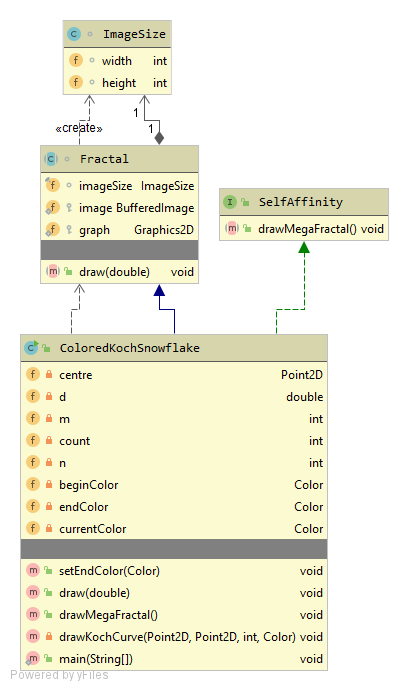 C ImageSize
f width int
f height int
«create»
1
1
C Fractal
f imageSize ImageSize
f image BufferedImage
f graph Graphics2D
m draw(double) void
I SelfAffinity
m drawMegaFractal() void
C ColoredKochSnowflake
f centre Point2D
f d double
f m int
f count int
f n int
f beginColor Color
f endColor Color
f currentColor Color
m setEndColor(Color) void
m draw(double) void
m drawMegaFractal() void
m drawKochCurve(Point2D, Point2D, int, Color) void
m main(String[]) void
Powered by yFiles